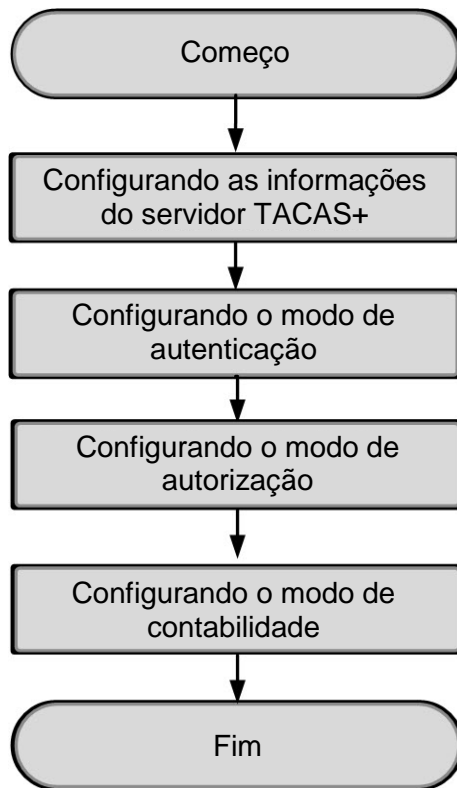 Começo
Configurando as informações
do servidor TACAS+
Configurando o modo de
autenticação
Configurando o modo de
autorização
Configurando o modo de
contabilidade
Fim